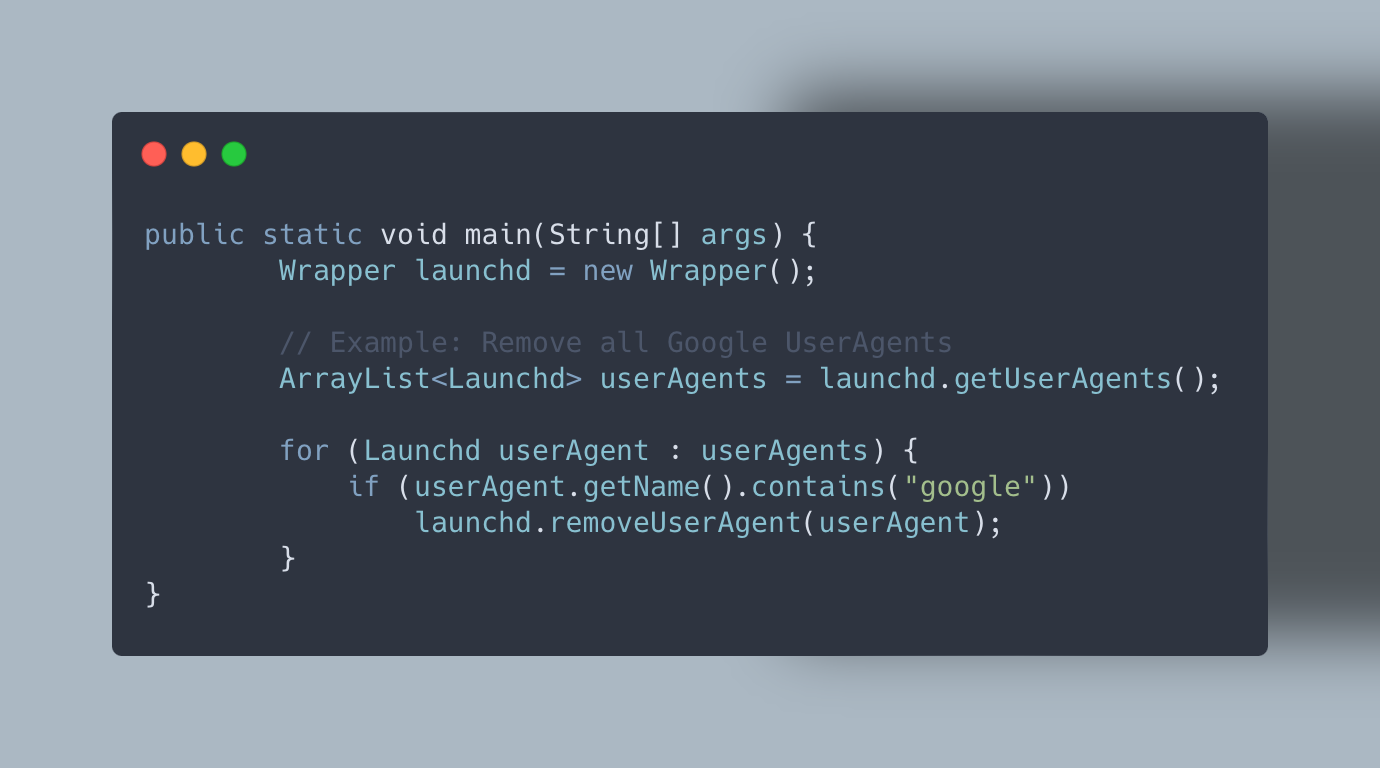 public static void main(String[] args) {
        Wrapper launchd = new Wrapper();

        // Example: Remove all Google UserAgents
        ArrayList<Launchd> userAgents = launchd.getUserAgents();

        for (Launchd userAgent : userAgents) {
            if (userAgent.getName().contains("google"))
                launchd.removeUserAgent(userAgent);
        }
}